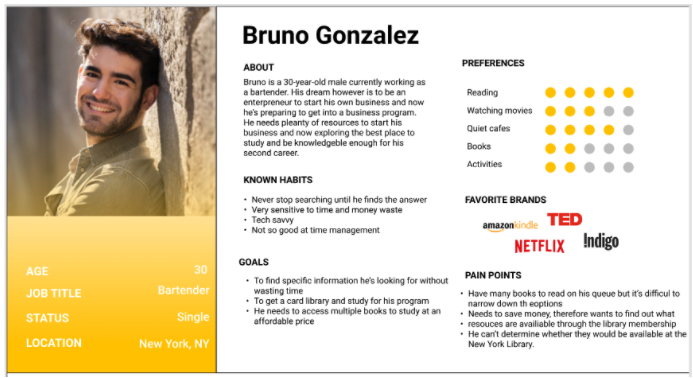 Bruno Gonzalez
ABOUT
Bruno is a 30-year-old male currently working as
a bartender. His dream however is to be an
enterpreneur to start his own business and now
he's preparing to get into a business program.
He needs pleanty of resources to start his
business and now exploring the best place to
study and be knowledgeble enough for his
second career.
KNOWN HABITS
• Never stop searching until he finds the answer
• Very sensitive to time and money waste
• Tech savvy
• Not so good at time management
GOALS
• To find specific information he's looking for without
wasting time
• To get a card library and study for his program
• He needs to access multiple books to study at an
affordable price
PREFERENCES
Reading
Watching movies
Quiet cafes
Books
Activities
FAVORITE BRANDS
amazonkindle
TED
NETFLIX
!ndigo
PAIN POINTS
• Have many books to read on his queue but it's difficul to
narrow down th eoptions
• Needs to save money, therefore wants to find out what
• resouces are availiable through the library membership
• He can't determine whether they would be available at the
New York Library.
AGE 30
JOB TITLE Bartender
STATUS Single
LOCATION New York, NY